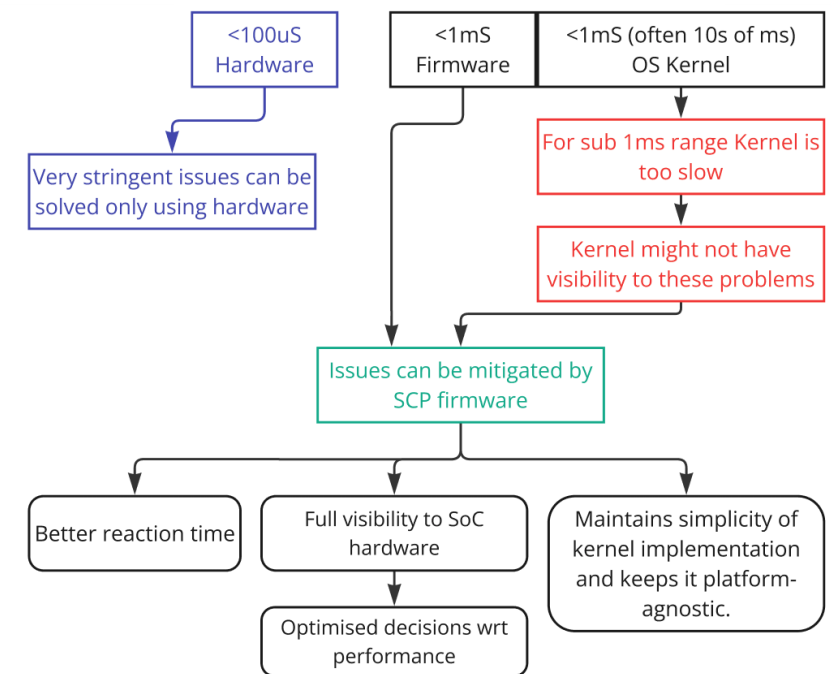 <100uS
Hardware
<1mS
Firmware
<1mS (often 10s of ms)
OS Kernel
Very stringent issues can be
solved only using hardware
For sub 1ms range Kernel is
too slow
Kernel might not have
visibility to these problems
Issues can be mitigated by
SCP firmware
Better reaction time
Full visibility to SoC
hardware
Maintains simplicity of
kernel implementation
and keeps it platform-
agnostic.
Optimised decisions wrt
performance